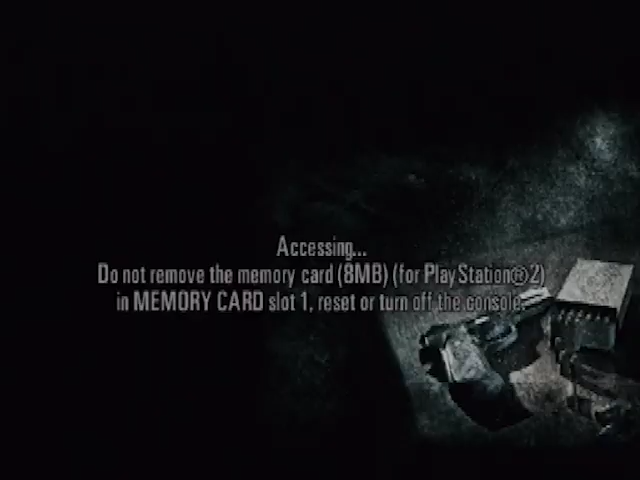 Accessing...
Do not remove the memory card (8MB) (for PlayStation®2)
in MEMORY CARD slot 1, reset or turn off the console.